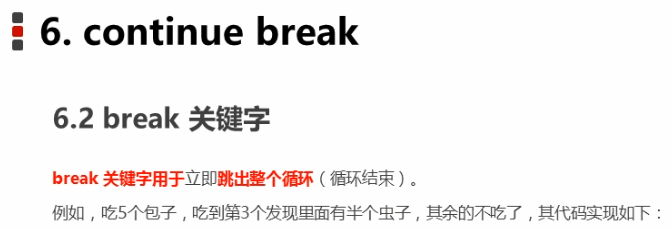 6. continue break
6.2 break 关键字
break 关键字用于立即跳出整个循环（循环结束）。
例如，吃5个包子，吃到第3个发现里面有半个虫子，其余的不吃了，其代码实现如下：